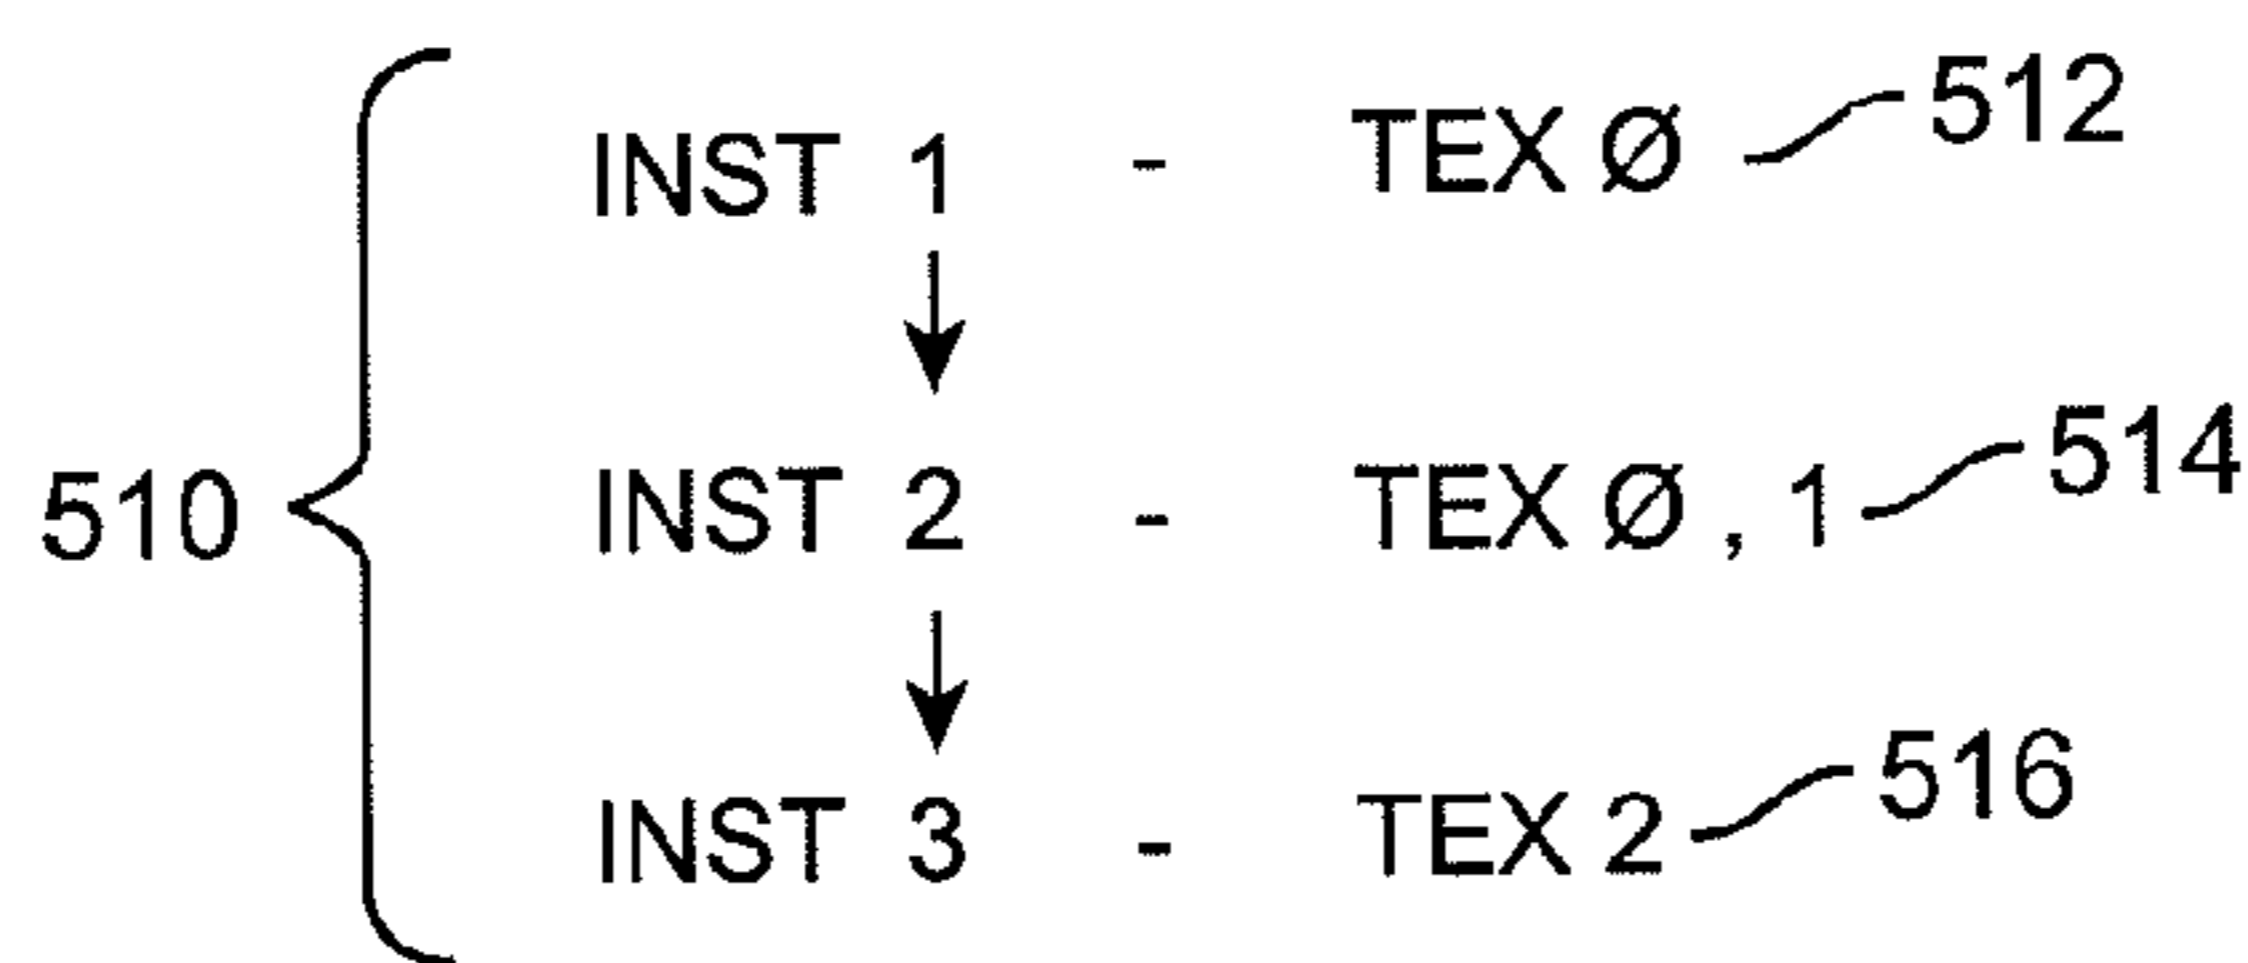 INST 1 - TEX Ø 512
510 INST 2 - TEX Ø , 1 514
INST 3 - TEX 2 516